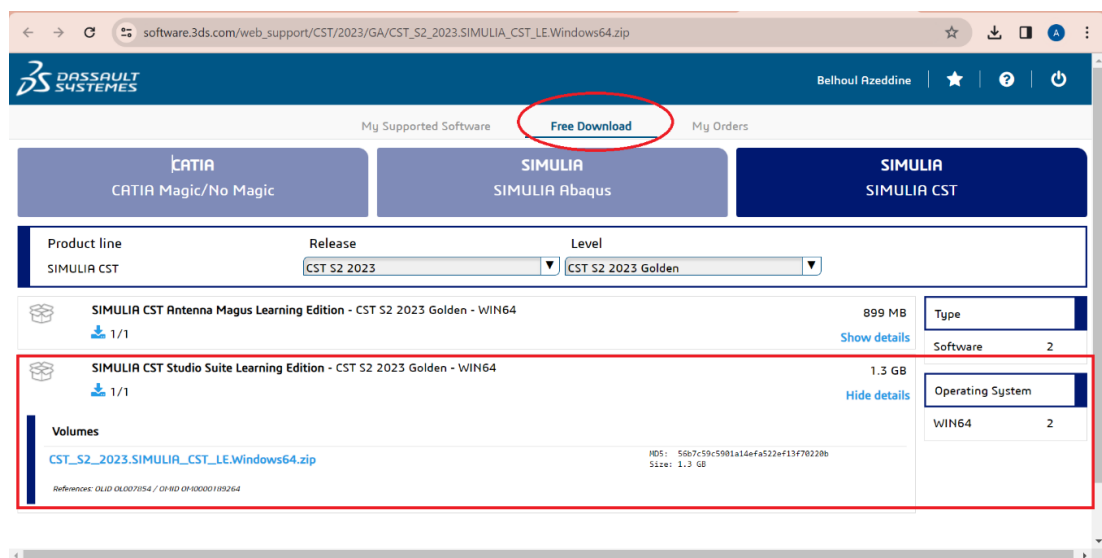 software.3ds.com/web_support/CST/2023/GA/CST_S2_2023.SIMULIA_CST_LE.Windows64.zip
A
DASSAULT
SYSTEMES
Belhoul Azeddine
My Supported Software Free Download My Orders
CATIA
CATIA Magic/No Magic
SIMULIA
SIMULIA Abaqus
SIMULIA
SIMULIA CST
Product line Release Level
SIMULIA CST CST S2 2023 CST S2 2023 Golden
SIMULIA CST Antenna Magus Learning Edition - CST S2 2023 Golden - WIN64 899 MB
1/1 Show details
SIMULIA CST Studio Suite Learning Edition - CST S2 2023 Golden - WIN64 1.3 GB
1/1 Hide details
Volumes
CST_S2_2023.SIMULIA_CST_LE.Windows64.zip
MD5: 56b7c59c5901a14efa522ef13f70220b
Size: 1.3 GB
References: OLID OL007854 / OMID OM0000189264
Type
Software 2
Operating System
WIN64 2